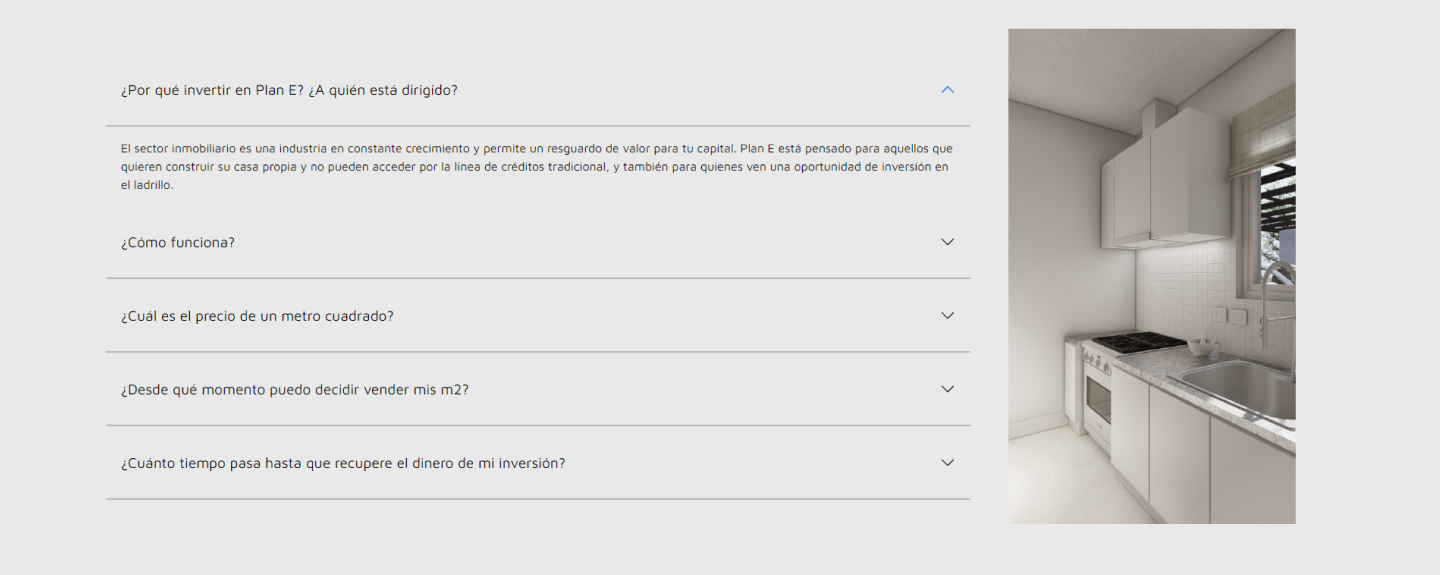 ¿Por qué invertir en Plan E? ¿A quién está dirigido?
El sector inmobiliario es una industria en constante crecimiento y permite un resguardo de valor para tu capital. Plan E está pensado para aquellos que
quieren construir su casa propia y no pueden acceder por la línea de créditos tradicional, y también para quienes ven una oportunidad de inversión en
el ladrillo.
¿Cómo funciona?
¿Cuál es el precio de un metro cuadrado?
¿Desde qué momento puedo decidir vender mis m2?
¿Cuánto tiempo pasa hasta que recupere el dinero de mi inversión?